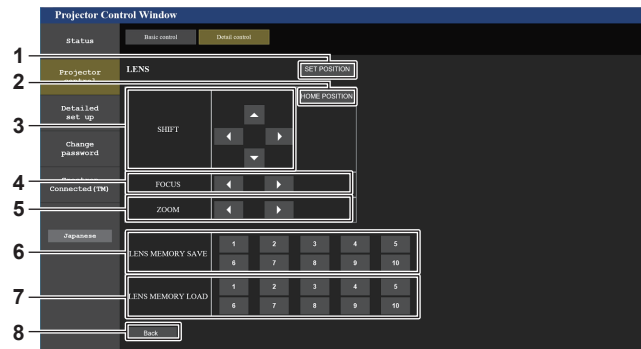 Projector Control Window
Status
Basic control
Detail control
1
2
3
4
5
6
7
8
Projector
control
LENS
SET POSITION
HOME POSITION
Detailed
set up
SHIFT
Change
password
Connected(TM)
FOCUS
ZOOM
Japanese
LENS MEMORY SAVE
1 2 3 4 5
6 7 8 9 10
LENS MEMORY LOAD
1 2 3 4 5
6 7 8 9 10
Back